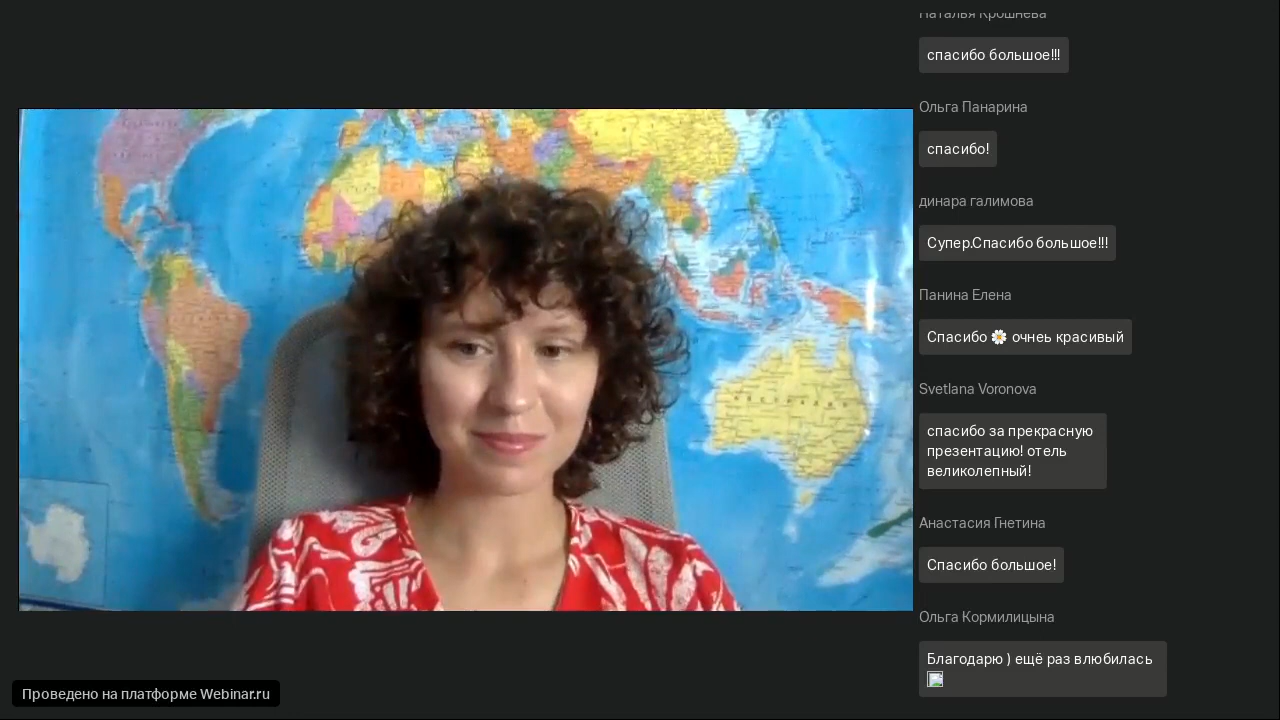 Наталья Крошнева
спасибо большое!!!
Ольга Панарина
спасибо!
динара галимова
Супер.Спасибо большое!!!
Панина Елена
Спасибо 🌼 очнеь красивый
Svetlana Voronova
спасибо за прекрасную
презентацию! отель
великолепный!
Анастасия Гнетина
Спасибо большое!
Ольга Кормилицына
Благодарю ) ещё раз влюбилась
Проведено на платформе Webinar.ru